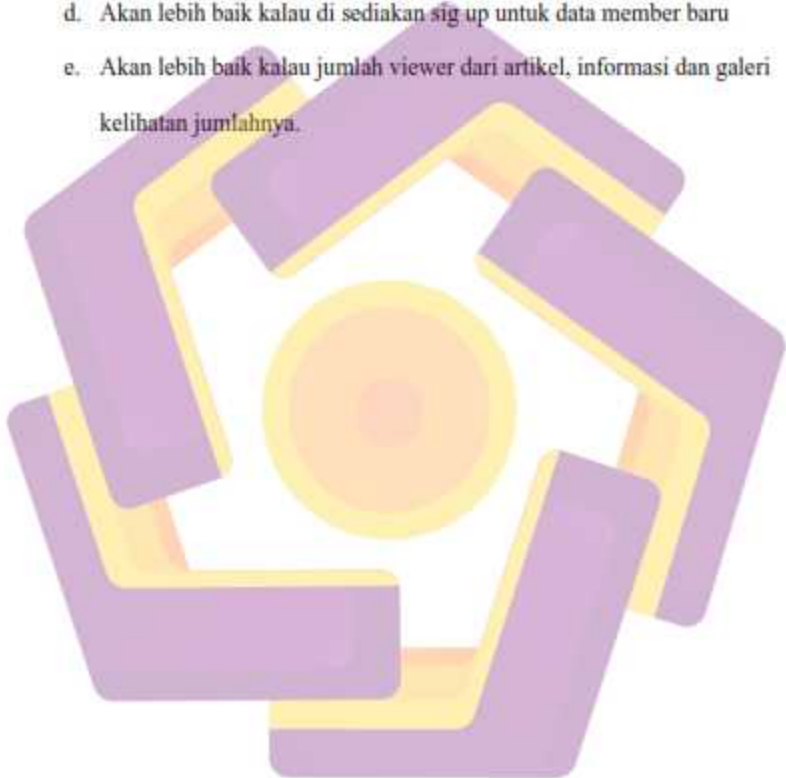 d. Akan lebih baik kalau di sediakan sig up untuk data member baru
e. Akan lebih baik kalau jumlah viewer dari artikel, informasi dan galeri
kelihatan jumlahnya.